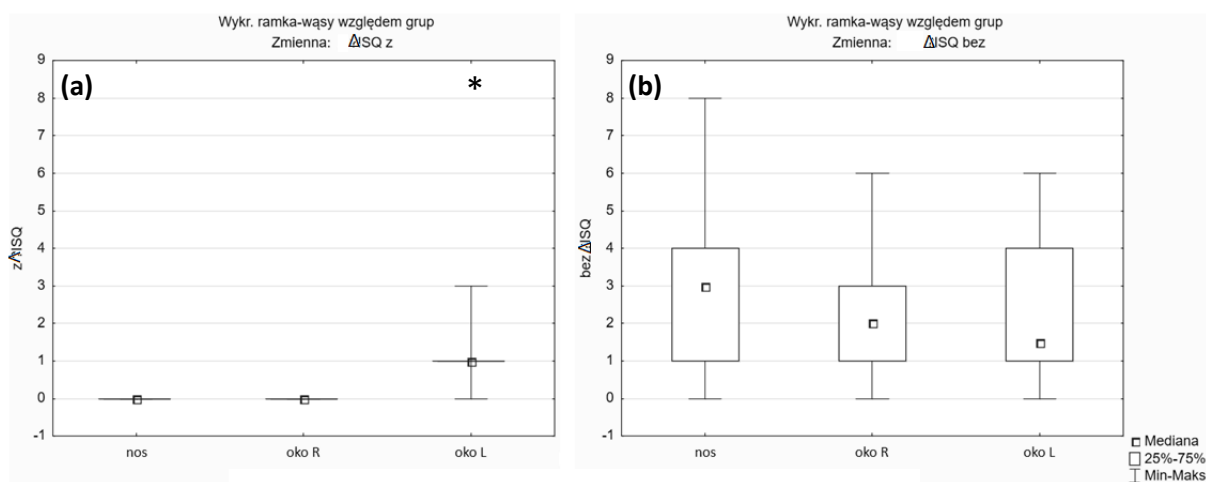 Wykr. ramka-wąsy względem grup
Zmienna: ΔISQ z
(a)
*
9
8
7
6
5
4
3
2
1
0
-1
z ΔISQ
nos oko R oko L
Wykr. ramka-wąsy względem grup
Zmienna: ΔISQ bez
(b)
9
8
7
6
5
4
3
2
1
0
-1
bez ΔISQ
nos oko R oko L
Mediana
25%-75%
Min-Maks